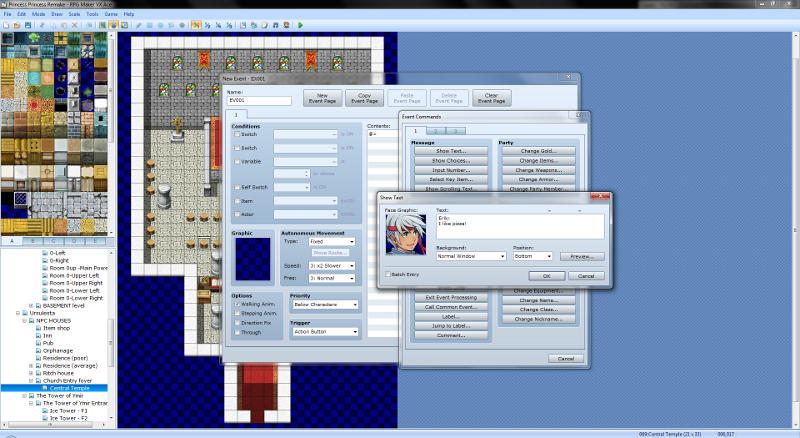 Princess Princess Remake - RPG Maker VX Ace
File Edit Mode Draw Scale Tools Game Help
New Event - EV001
Name:
EV001
New Event Page
Copy Event Page
Paste Event Page
Delete Event Page
Clear Event Page
1
Conditions
Switch
is ON
Switch
is ON
Variable
is
or above
Self Switch
is ON
Item
exists
Actor
exists
Graphic
Autonomous Movement
Type: Fixed
Move Route...
Speed: 3: x2 Slower
Freq: 3: Normal
Options
Walking Anim.
Stepping Anim.
Direction Fix
Through
Priority
Below Characters
Trigger
Action Button
Contents:
@>
Event Commands
1 2 3
Message
Show Text...
Show Choices...
Input Number...
Select Key Item...
Show Scrolling Text...
Party
Change Gold...
Change Items...
Change Weapons...
Change Armor...
Change Party Member...
Show Text
Face Graphic:
Text:
Erik:
I like pizza!
Background:
Normal Window
Position:
Bottom
Preview...
Batch Entry
OK
Cancel
Exit Event Processing
Call Common Event...
Label...
Jump to Label...
Comment...
Change Equipment...
Change Name...
Change Class...
Change Nickname...
Cancel
A B C D E
0-Left
0-Right
Room 0up -Main Powe
Room 0-Upper Left
Room 0-Upper Right
Room 0-Lower Left
Room 0-Lower Right
BASEMENT level
Umulenta
NPC HOUSES
Item shop
Inn
Pub
Orphanage
Residence (poor)
Residence (average)
Ritch house
Church Entry foyer
Central Temple
The Tower of Ymir
The Tower of Ymir Entran
Ice Tower - F1
Ice Tower - F2
099:Central Temple (21 x 33)
000,017